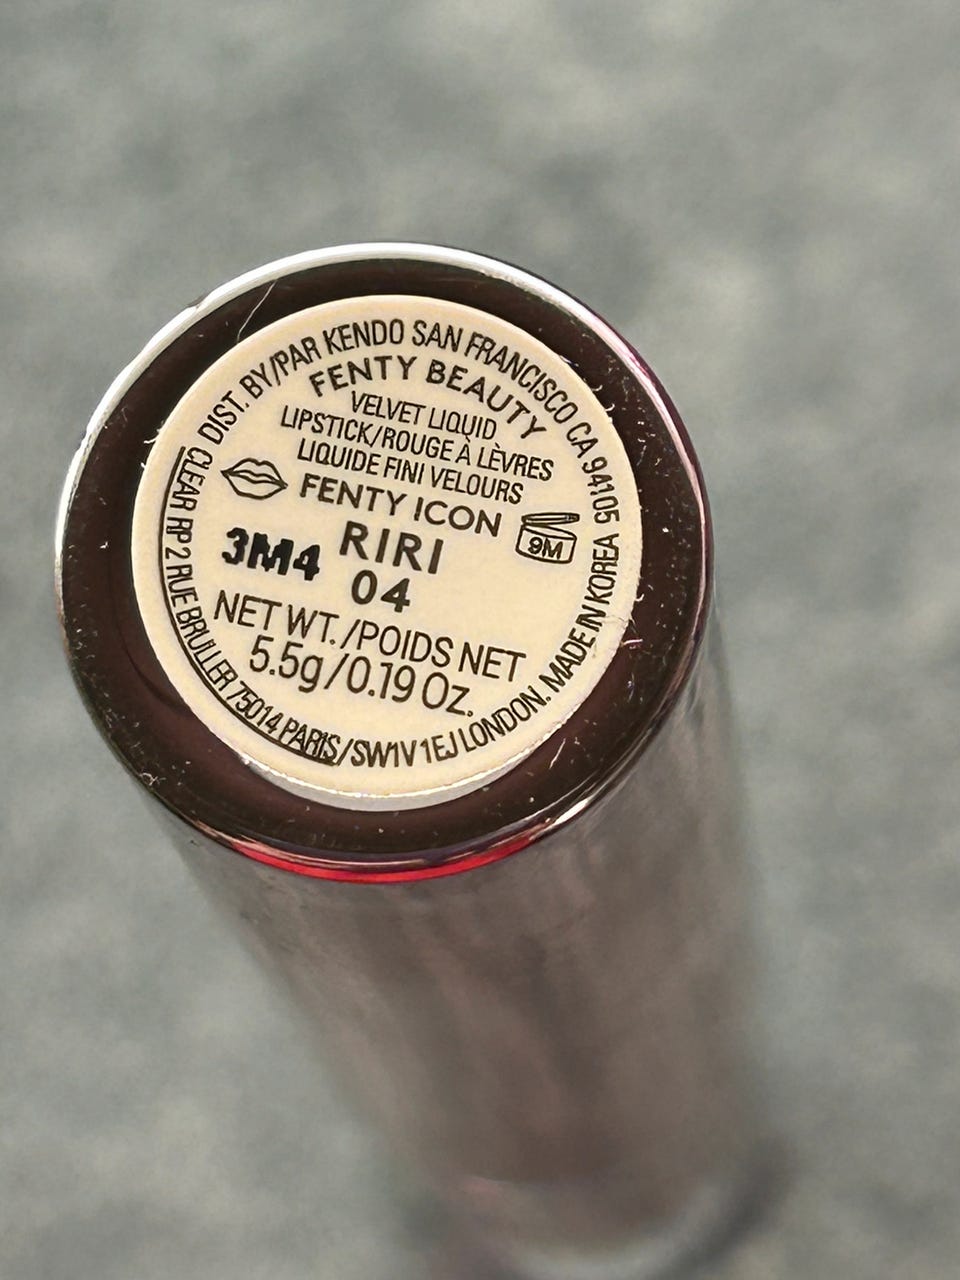 DIST. BY/PAR KENDO SAN FRANCISCO CA 94105
FENTY BEAUTY
VELVET LIQUID
LIPSTICK/ROUGE À LÈVRES
LIQUIDE FINI VELOURS
FENTY ICON
9M
RIRI
3M4
04
NET WT./POIDS NET
5.5g/0.19 Oz.
CLEAR RP 2 RUE BRULLER 75014 PARIS/SW1V 1EJ LONDON. MADE IN KOREA